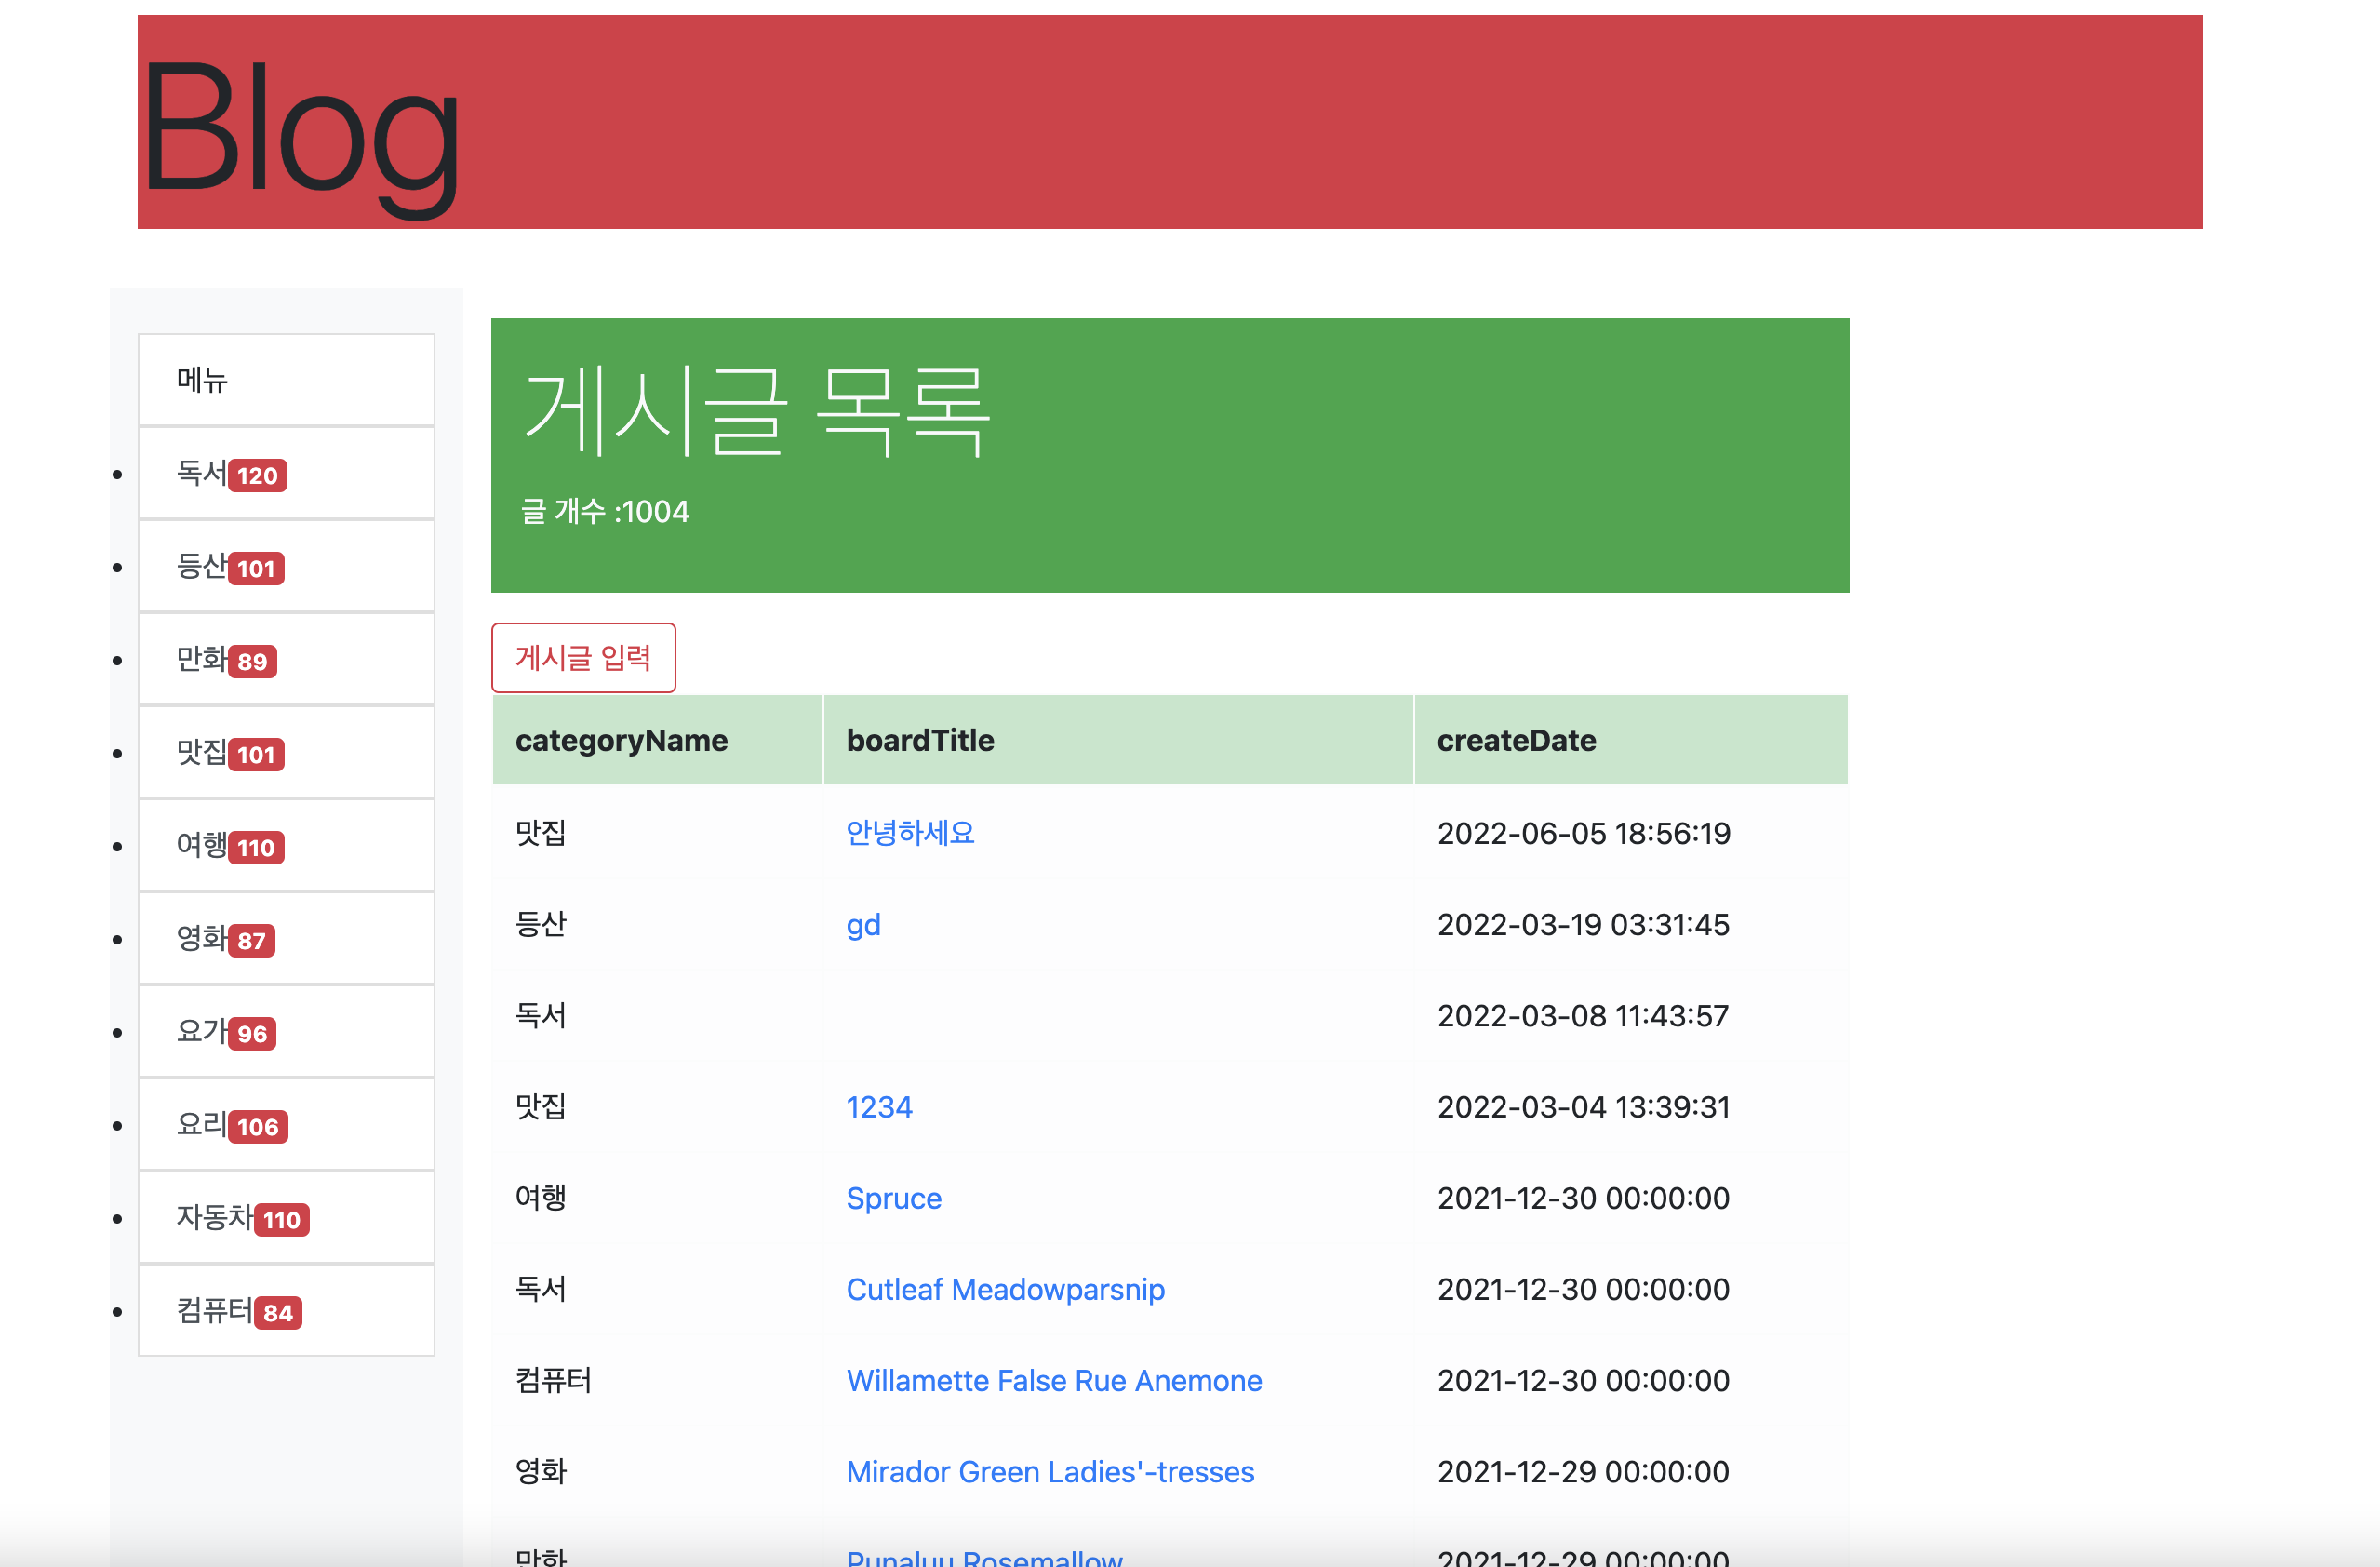 Blog
메뉴
독서 120
등산 101
만화 89
맛집 101
여행 110
영화 87
요가 96
요리 106
자동차 110
컴퓨터 84
게시글 목록
글 개수 :1004
게시글 입력
categoryName boardTitle createDate
맛집 안녕하세요 2022-06-05 18:56:19
등산 gd 2022-03-19 03:31:45
독서 2022-03-08 11:43:57
맛집 1234 2022-03-04 13:39:31
여행 Spruce 2021-12-30 00:00:00
독서 Cutleaf Meadowparsnip 2021-12-30 00:00:00
컴퓨터 Willamette False Rue Anemone 2021-12-30 00:00:00
영화 Mirador Green Ladies'-tresses 2021-12-29 00:00:00
만화 Punaluu Rosemallow 2021-12-29 00:00:00